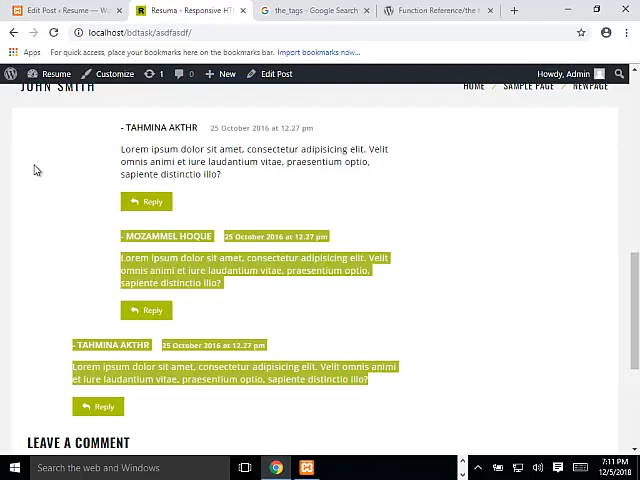 Edit Post ‹ Resume — Wo
Resuma - Responsive HT
the_tags - Google Search
Function Reference/the t
localhost/bdtask/asdfasdf/
Apps For quick access, place your bookmarks here on the bookmarks bar. Import bookmarks now...
Resume Customize 1 0 New Edit Post Howdy, Admin
JOHN SMITH HOME / SAMPLE PAGE / NEWPAGE
- TAHMINA AKTHR 25 October 2016 at 12.27 pm
Lorem ipsum dolor sit amet, consectetur adipisicing elit. Velit
omnis animi et iure laudantium vitae, praesentium optio,
sapiente distinctio illo?
Reply
- MOZAMMEL HOQUE 25 October 2016 at 12.27 pm
Lorem ipsum dolor sit amet, consectetur adipisicing elit. Velit
omnis animi et iure laudantium vitae, praesentium optio,
sapiente distinctio illo?
Reply
- TAHMINA AKTHR 25 October 2016 at 12.27 pm
Lorem ipsum dolor sit amet, consectetur adipisicing elit. Velit omnis animi
et iure laudantium vitae, praesentium optio, sapiente distinctio illo?
Reply
LEAVE A COMMENT
Search the web and Windows
7:11 PM
12/5/2018